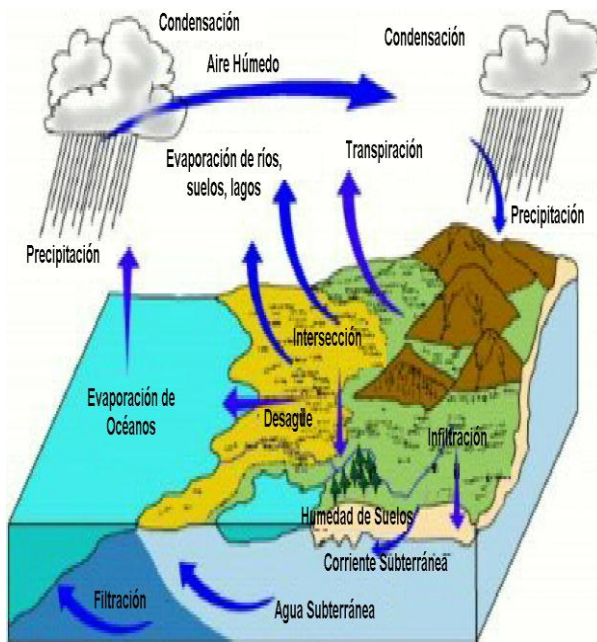 Condensación
Condensación
Aire Húmedo
Evaporación de ríos,
suelos, lagos
Transpiración
Precipitación
Precipitación
Intersección
Evaporación de
Océanos
Desagüe
Infiltración
Humedad de Suelos
Corriente Subterránea
Filtración
Agua Subterránea